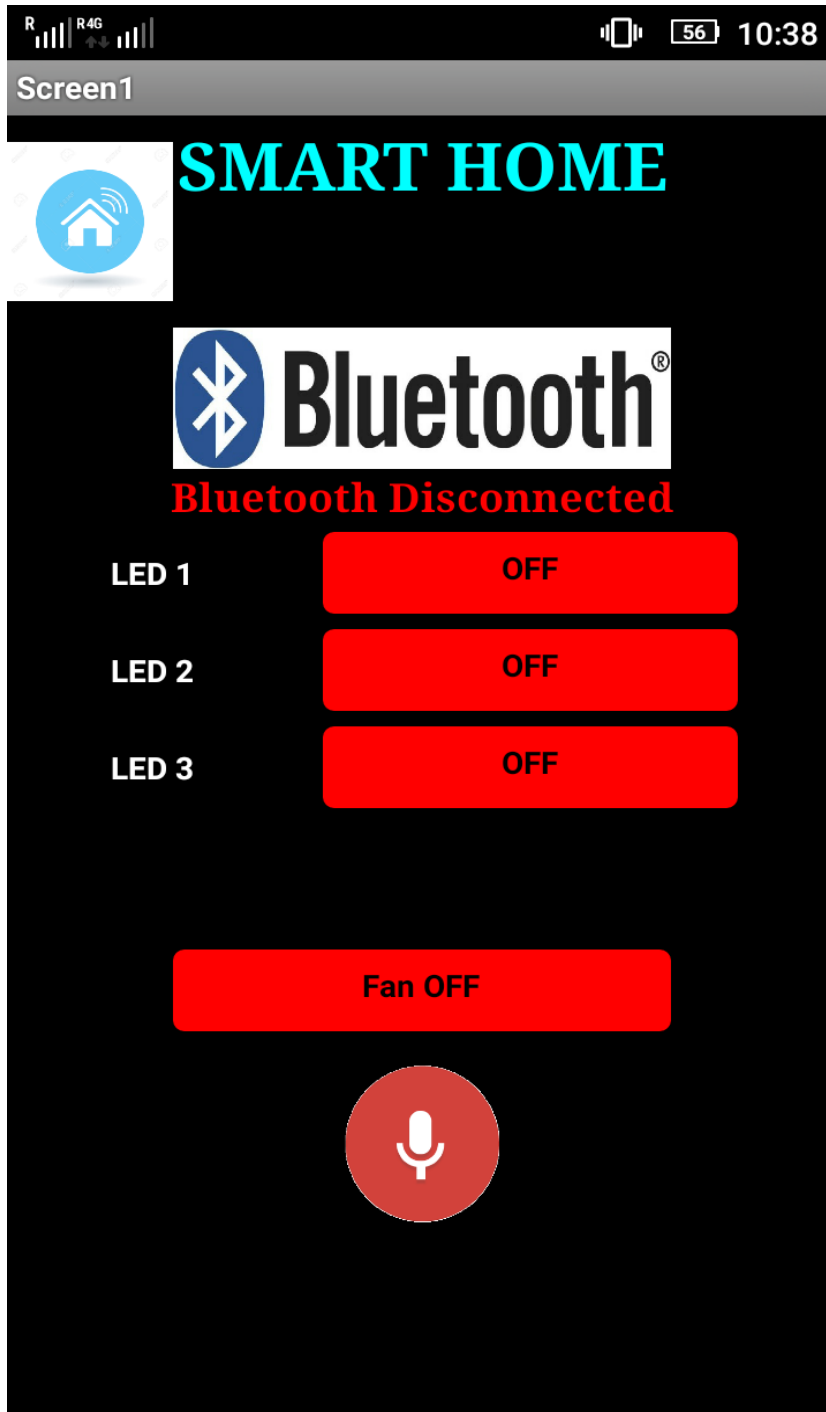 R R4G 56 10:38
Screen1
SMART HOME
Bluetooth®
Bluetooth Disconnected
LED 1 OFF
LED 2 OFF
LED 3 OFF
Fan OFF